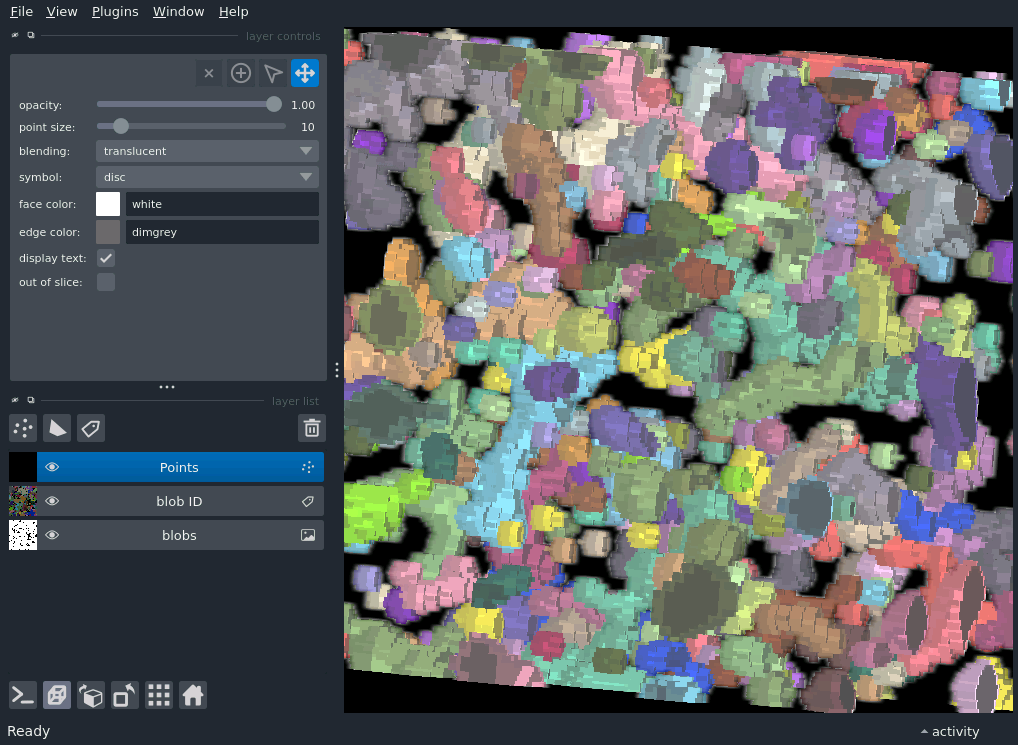 File View Plugins Window Help
layer controls
opacity: 1.00
point size: 10
blending: translucent
symbol: disc
face color: white
edge color: dimgrey
display text:
out of slice:
layer list
Points
blob ID
blobs
Ready
activity